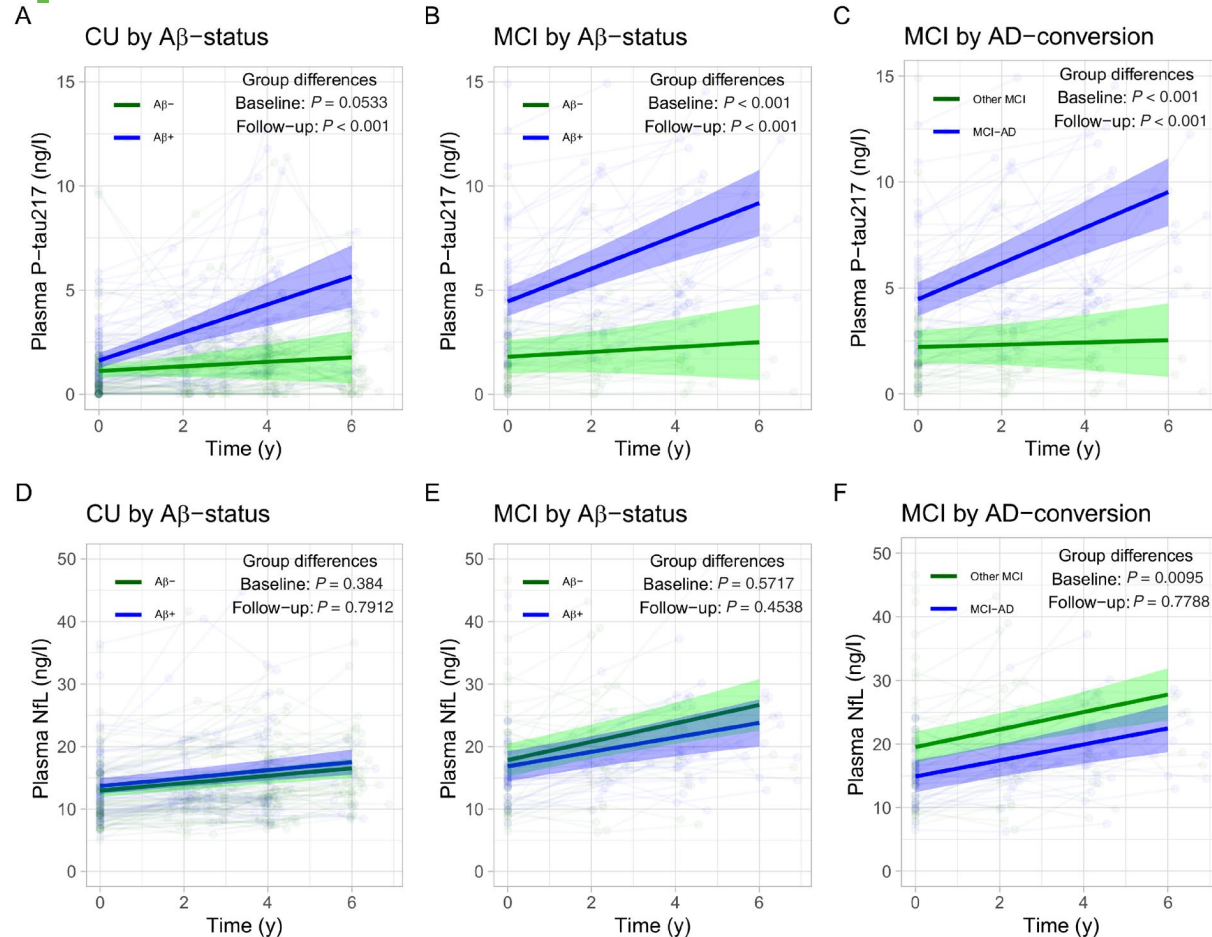 A
CU by Aβ−status
Plasma P−tau217 (ng/l)
15
10
5
0
Aβ−
Aβ+
Group differences
Baseline: P = 0.0533
Follow−up: P < 0.001
0 2 4 6
Time (y)
B
MCI by Aβ−status
Plasma P−tau217 (ng/l)
15
10
5
0
Aβ−
Aβ+
Group differences
Baseline: P < 0.001
Follow−up: P < 0.001
0 2 4 6
Time (y)
C
MCI by AD−conversion
Plasma P−tau217 (ng/l)
15
10
5
0
Other MCI
MCI−AD
Group differences
Baseline: P < 0.001
Follow−up: P < 0.001
0 2 4 6
Time (y)
D
CU by Aβ−status
Plasma NfL (ng/l)
50
40
30
20
10
0
Aβ−
Aβ+
Group differences
Baseline: P = 0.384
Follow−up: P = 0.7912
0 2 4 6
Time (y)
E
MCI by Aβ−status
Plasma NfL (ng/l)
50
40
30
20
10
0
Aβ−
Aβ+
Group differences
Baseline: P = 0.5717
Follow−up: P = 0.4538
0 2 4 6
Time (y)
F
MCI by AD−conversion
Plasma NfL (ng/l)
50
40
30
20
10
0
Other MCI
MCI−AD
Group differences
Baseline: P = 0.0095
Follow−up: P = 0.7788
0 2 4 6
Time (y)